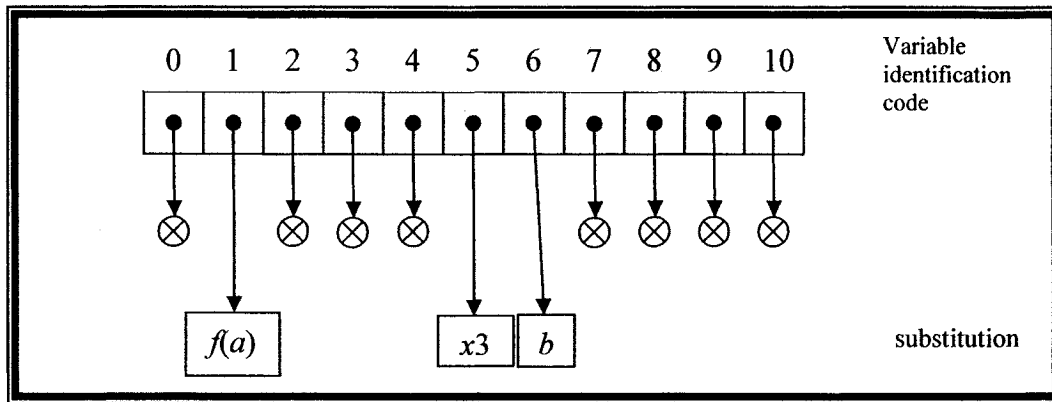 0 1 2 3 4 5 6 7 8 9 10
Variable
identification
code
f(a)
x3
b
substitution